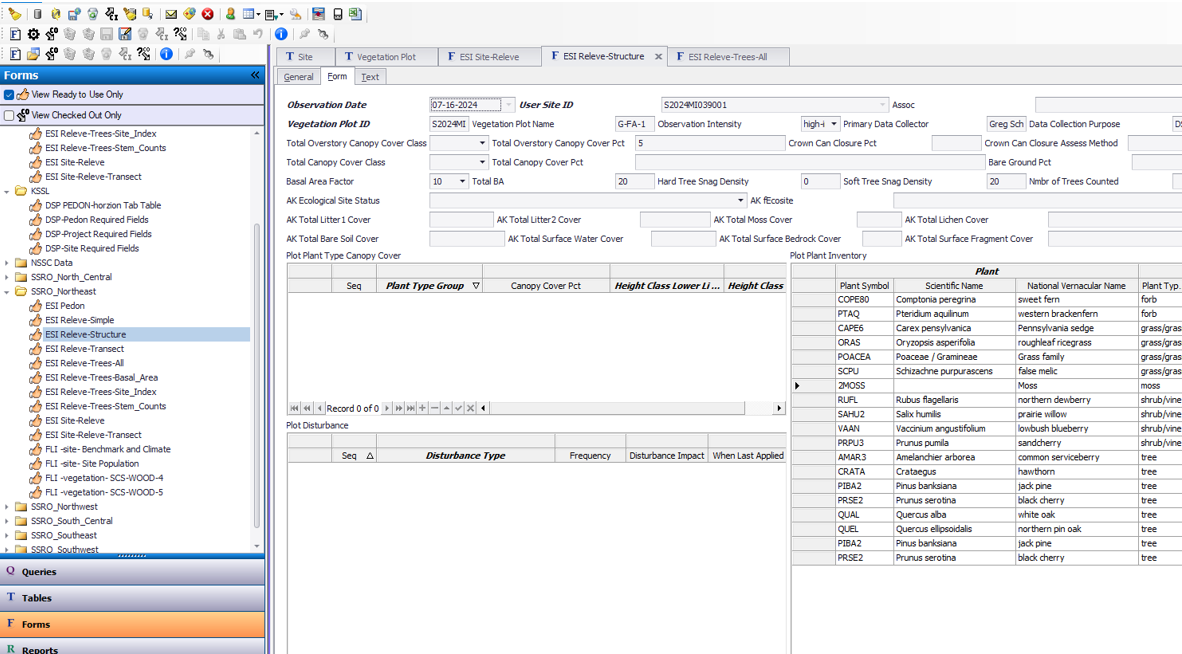 T Site
T Vegetation Plot
F ESI Site-Releve
F ESI Releve-Structure
F ESI Releve-Trees-All
Forms
View Ready to Use Only
View Checked Out Only
ESI Releve-Trees-Site_Index
ESI Releve-Trees-Stem_Counts
ESI Site-Releve
ESI Site-Releve-Transect
KSSL
DSP PEDON-horzion Tab Table
DSP-Pedon Required Fields
DSP-Project Required Fields
DSP-Site Required Fields
NSSC Data
SSRO_North_Central
SSRO_Northeast
ESI Pedon
ESI Releve-Simple
ESI Releve-Structure
ESI Releve-Transect
ESI Releve-Trees-All
ESI Releve-Trees-Basal_Area
ESI Releve-Trees-Site_Index
ESI Releve-Trees-Stem_Counts
ESI Site-Releve
ESI Site-Releve-Transect
FLI -site- Benchmark and Climate
FLI -site- Site Population
FLI -vegetation- SCS-WOOD-4
FLI -vegetation- SCS-WOOD-5
SSRO_Northwest
SSRO_South_Central
SSRO_Southeast
SSRO_Southwest
Q Queries
T Tables
F Forms
R Reports
General Form Text
Observation Date 07-16-2024 User Site ID S2024MI039001 Assoc
Vegetation Plot ID S2024MI Vegetation Plot Name G-FA-1 Observation Intensity high-i Primary Data Collector Greg Sch Data Collection Purpose DS
Total Overstory Canopy Cover Class Total Overstory Canopy Cover Pct 5 Crown Can Closure Pct Crown Can Closure Assess Method
Total Canopy Cover Class Total Canopy Cover Pct Bare Ground Pct
Basal Area Factor 10 Total BA 20 Hard Tree Snag Density 0 Soft Tree Snag Density 20 Nmbr of Trees Counted
AK Ecological Site Status AK fEcosite
AK Total Litter1 Cover AK Total Litter2 Cover AK Total Moss Cover AK Total Lichen Cover
AK Total Bare Soil Cover AK Total Surface Water Cover AK Total Surface Bedrock Cover AK Total Surface Fragment Cover
Plot Plant Type Canopy Cover
Seq Plant Type Group Canopy Cover Pct Height Class Lower Li ... Height Class
Record 0 of 0
Plot Disturbance
Seq Disturbance Type Frequency Disturbance Impact When Last Applied
Plot Plant Inventory
Plant
Plant Symbol Scientific Name National Vernacular Name Plant Typ.
COPE80 Comptonia peregrina sweet fern forb
PTAQ Pteridium aquilinum western brackenfern forb
CAPE6 Carex pensylvanica Pennsylvania sedge grass/gras
ORAS Oryzopsis asperifolia roughleaf ricegrass grass/gras
POACEA Poaceae / Gramineae Grass family grass/gras
SCPU Schizachne purpurascens false melic grass/gras
2MOSS Moss moss
RUFL Rubus flagellaris northern dewberry shrub/vine
SAHU2 Salix humilis prairie willow shrub/vine
VAAN Vaccinium angustifolium lowbush blueberry shrub/vine
PRPU3 Prunus pumila sandcherry shrub/vine
AMAR3 Amelanchier arborea common serviceberry tree
CRATA Crataegus hawthorn tree
PIBA2 Pinus banksiana jack pine tree
PRSE2 Prunus serotina black cherry tree
QUAL Quercus alba white oak tree
QUEL Quercus ellipsoidalis northern pin oak tree
PIBA2 Pinus banksiana jack pine tree
PRSE2 Prunus serotina black cherry tree